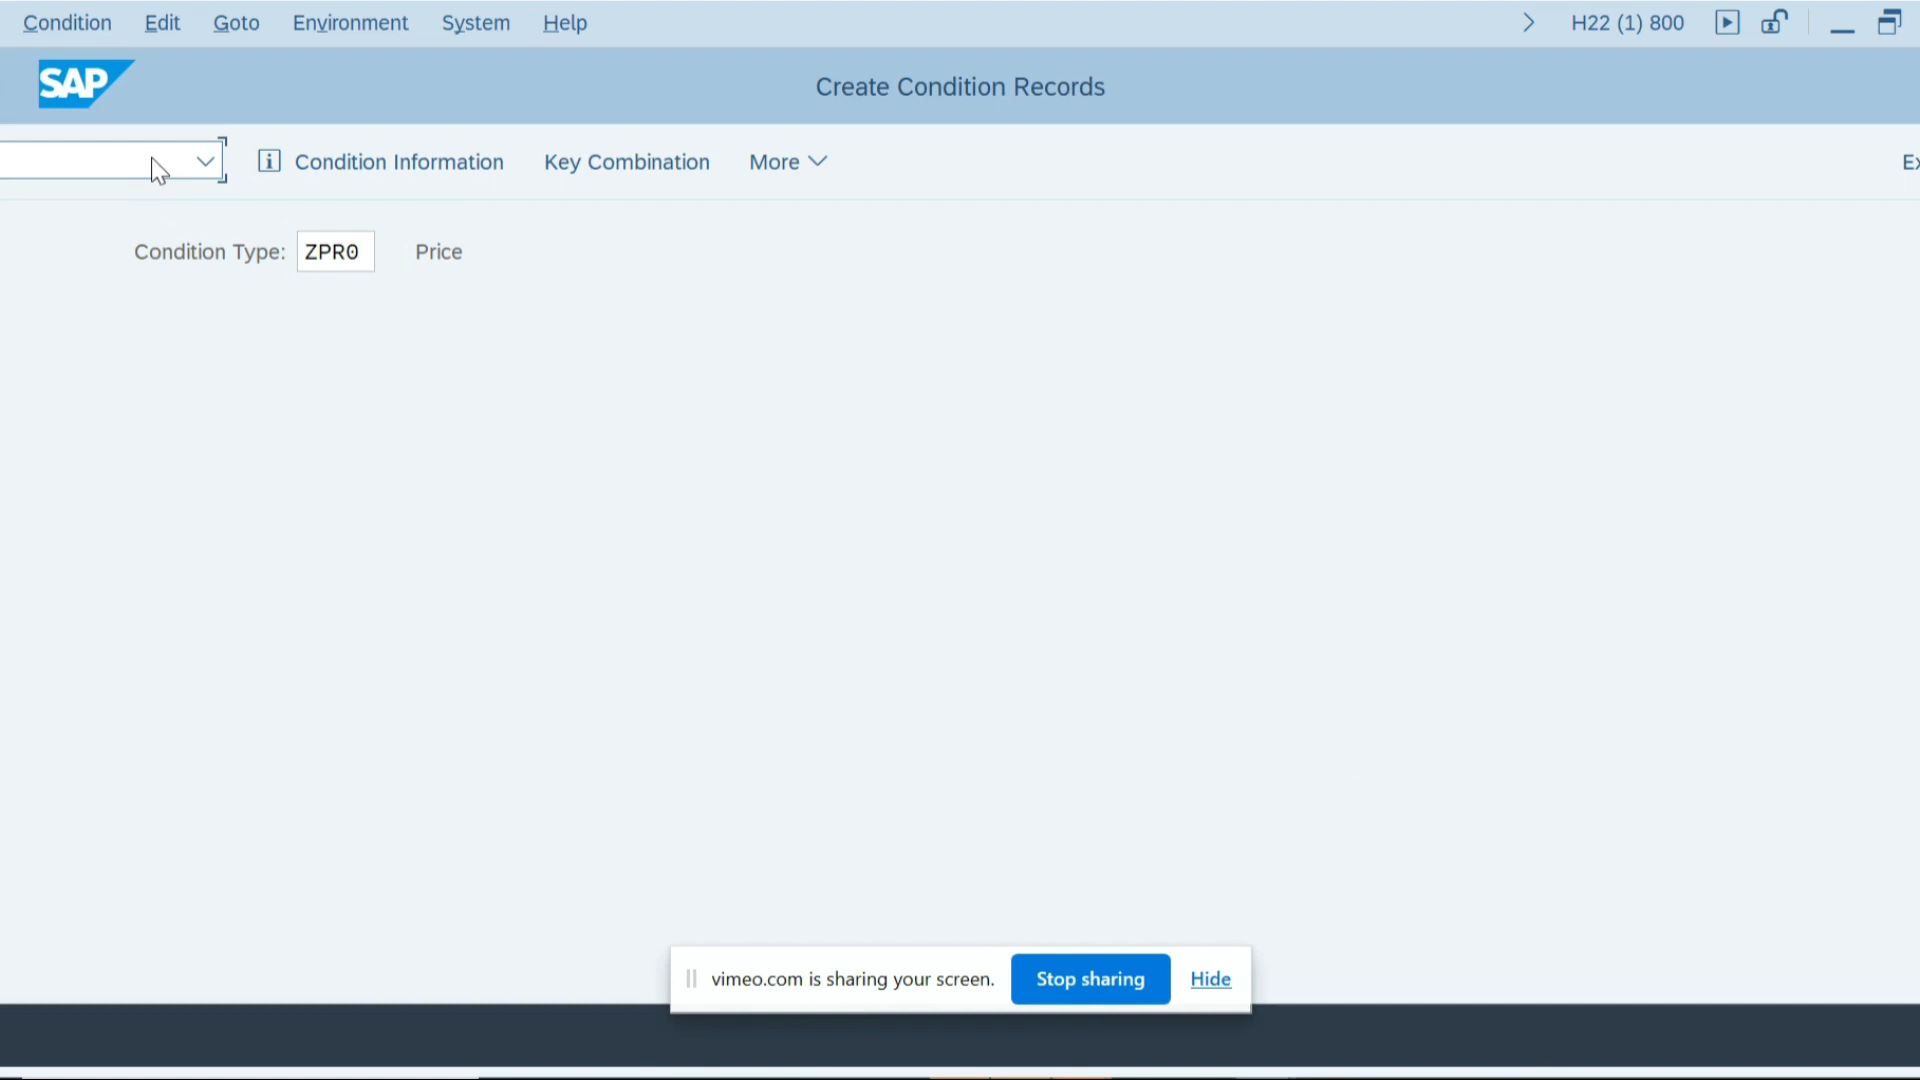 Condition Edit Goto Environment System Help H22 (1) 800
SAP Create Condition Records
Condition Information Key Combination More Ex
Condition Type: ZPR0 Price
vimeo.com is sharing your screen. Stop sharing Hide